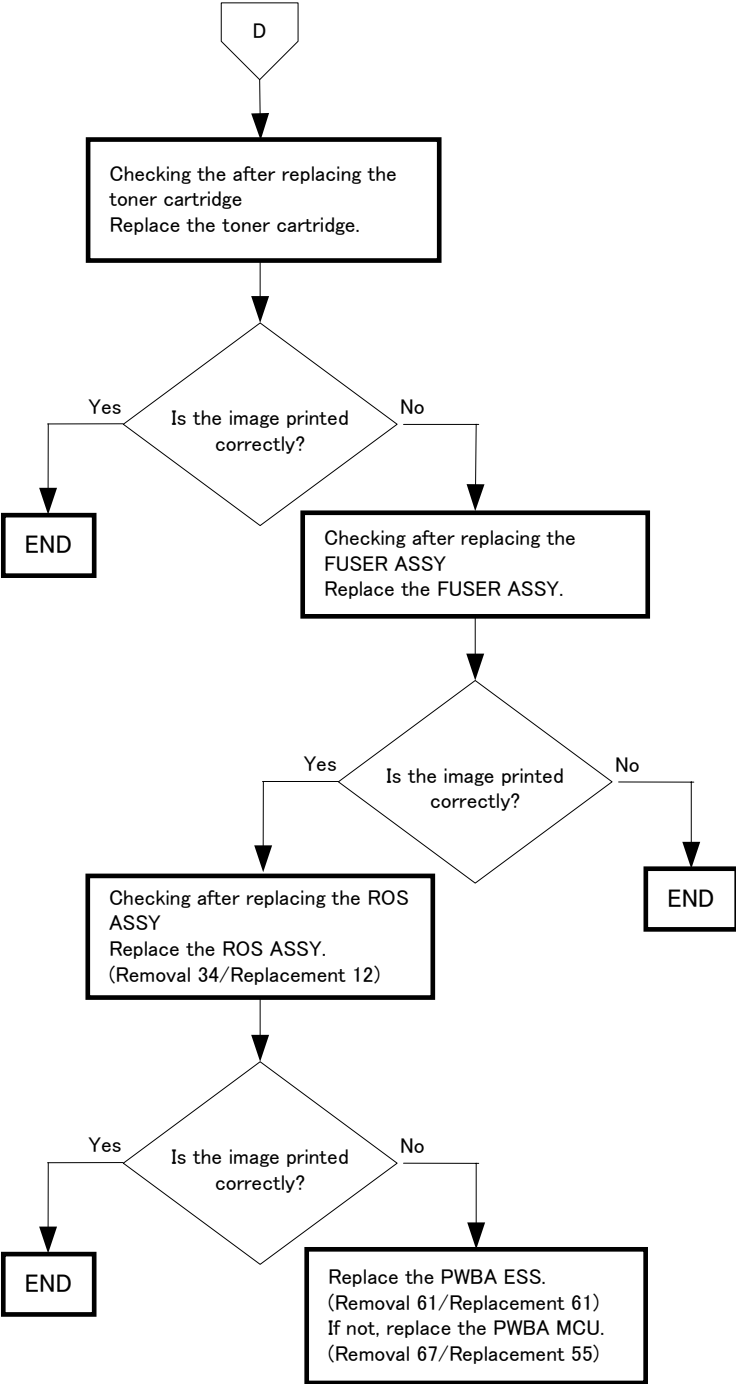 D
Checking the after replacing the
toner cartridge
Replace the toner cartridge.
Yes
Is the image printed
correctly?
No
END
Checking after replacing the
FUSER ASSY
Replace the FUSER ASSY.
Yes
Is the image printed
correctly?
No
END
Checking after replacing the ROS
ASSY
Replace the ROS ASSY.
(Removal 34/Replacement 12)
Yes
Is the image printed
correctly?
No
END
Replace the PWBA ESS.
(Removal 61/Replacement 61)
If not, replace the PWBA MCU.
(Removal 67/Replacement 55)